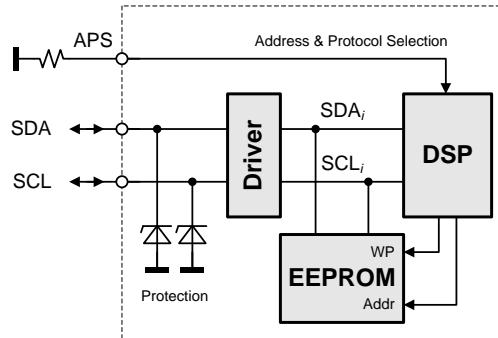 APS
Address & Protocol Selection
SDA
SDAi
Driver
DSP
SCL
SCLi
WP
EEPROM
Addr
Protection